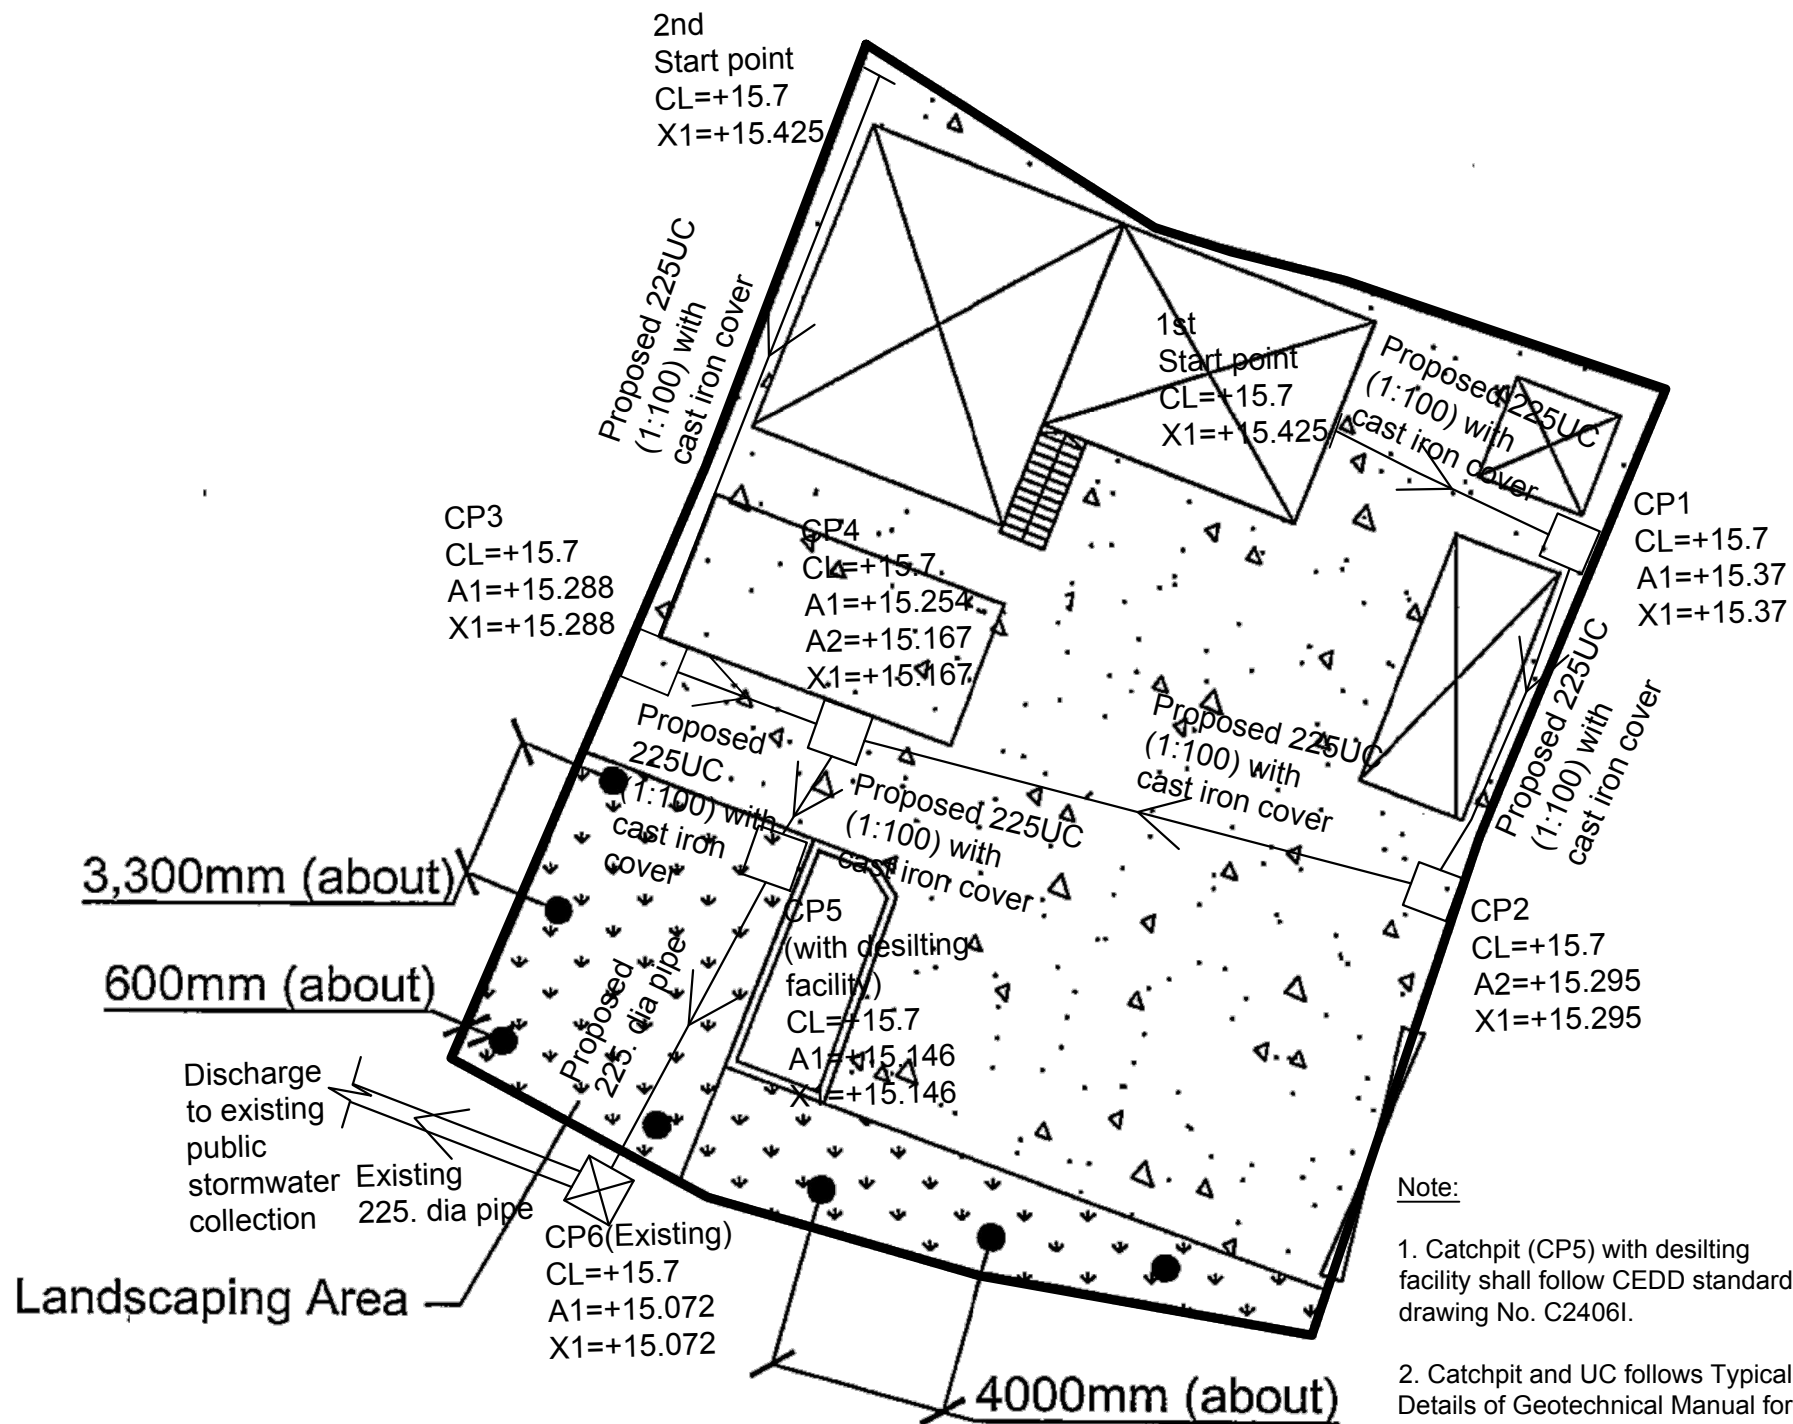 2nd
Start point
CL=+15.7
X1=+15.425
Proposed 225UC
(1:100) with
cast iron cover
1st
Start point
CL=+15.7
X1=+15.425
Proposed 225UC
(1:100) with
cast iron cover
CP1
CL=+15.7
A1=+15.37
X1=+15.37
CP3
CL=+15.7
A1=+15.288
X1=+15.288
CP4
CL=+15.7
A1=+15.254
A2=+15.167
X1=+15.167
Proposed 225UC
(1:100) with
cast iron cover
Proposed
225UC
(1:100) with
cast iron
cover
Proposed 225UC
(1:100) with
cast iron cover
Proposed 225UC
(1:100) with
cast iron cover
3,300mm (about)
600mm (about)
CP5
(with desilting
facility)
CL=+15.7
A1=+15.146
X1=+15.146
CP2
CL=+15.7
A2=+15.295
X1=+15.295
Proposed
225. dia pipe
Discharge
to existing
public
stormwater
collection
Existing
225. dia pipe
CP6(Existing)
CL=+15.7
A1=+15.072
X1=+15.072
Landscaping Area
4000mm (about)
Note:
1. Catchpit (CP5) with desilting
facility shall follow CEDD standard
drawing No. C2406I.
2. Catchpit and UC follows Typical
Details of Geotechnical Manual for